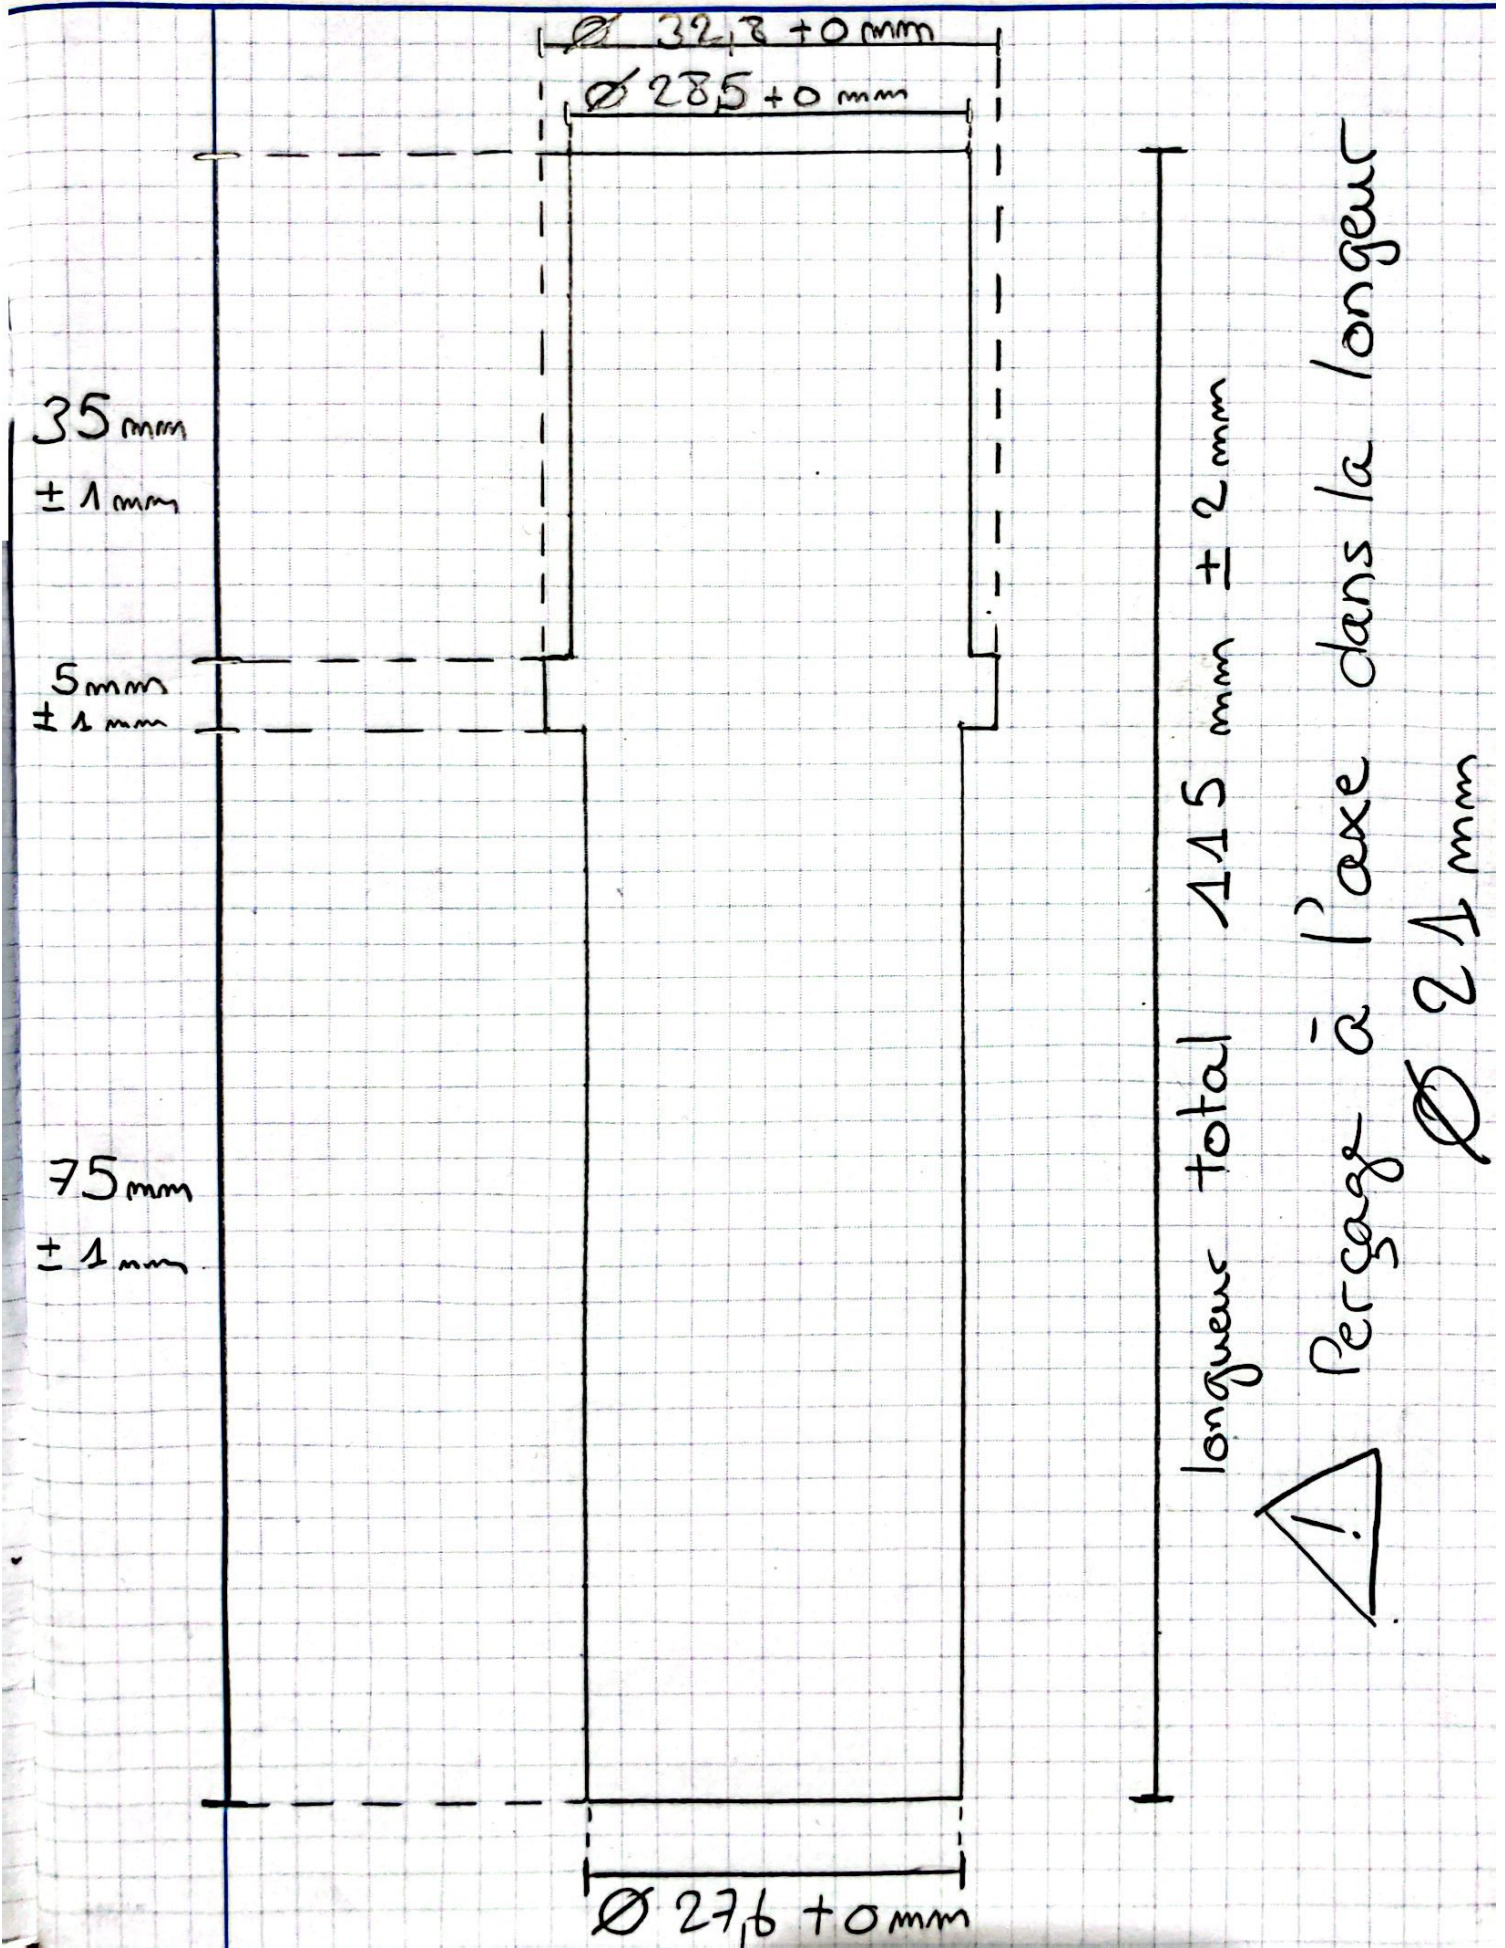 Ø 32,8 +0 mm
Ø 28,5 +0 mm
35 mm
± 1 mm
5 mm
± 1 mm
75 mm
± 1 mm
longueur total 115 mm ± 2 mm
! Perçage à l'axe dans la longeur
Ø 21 mm
Ø 27,6 +0 mm